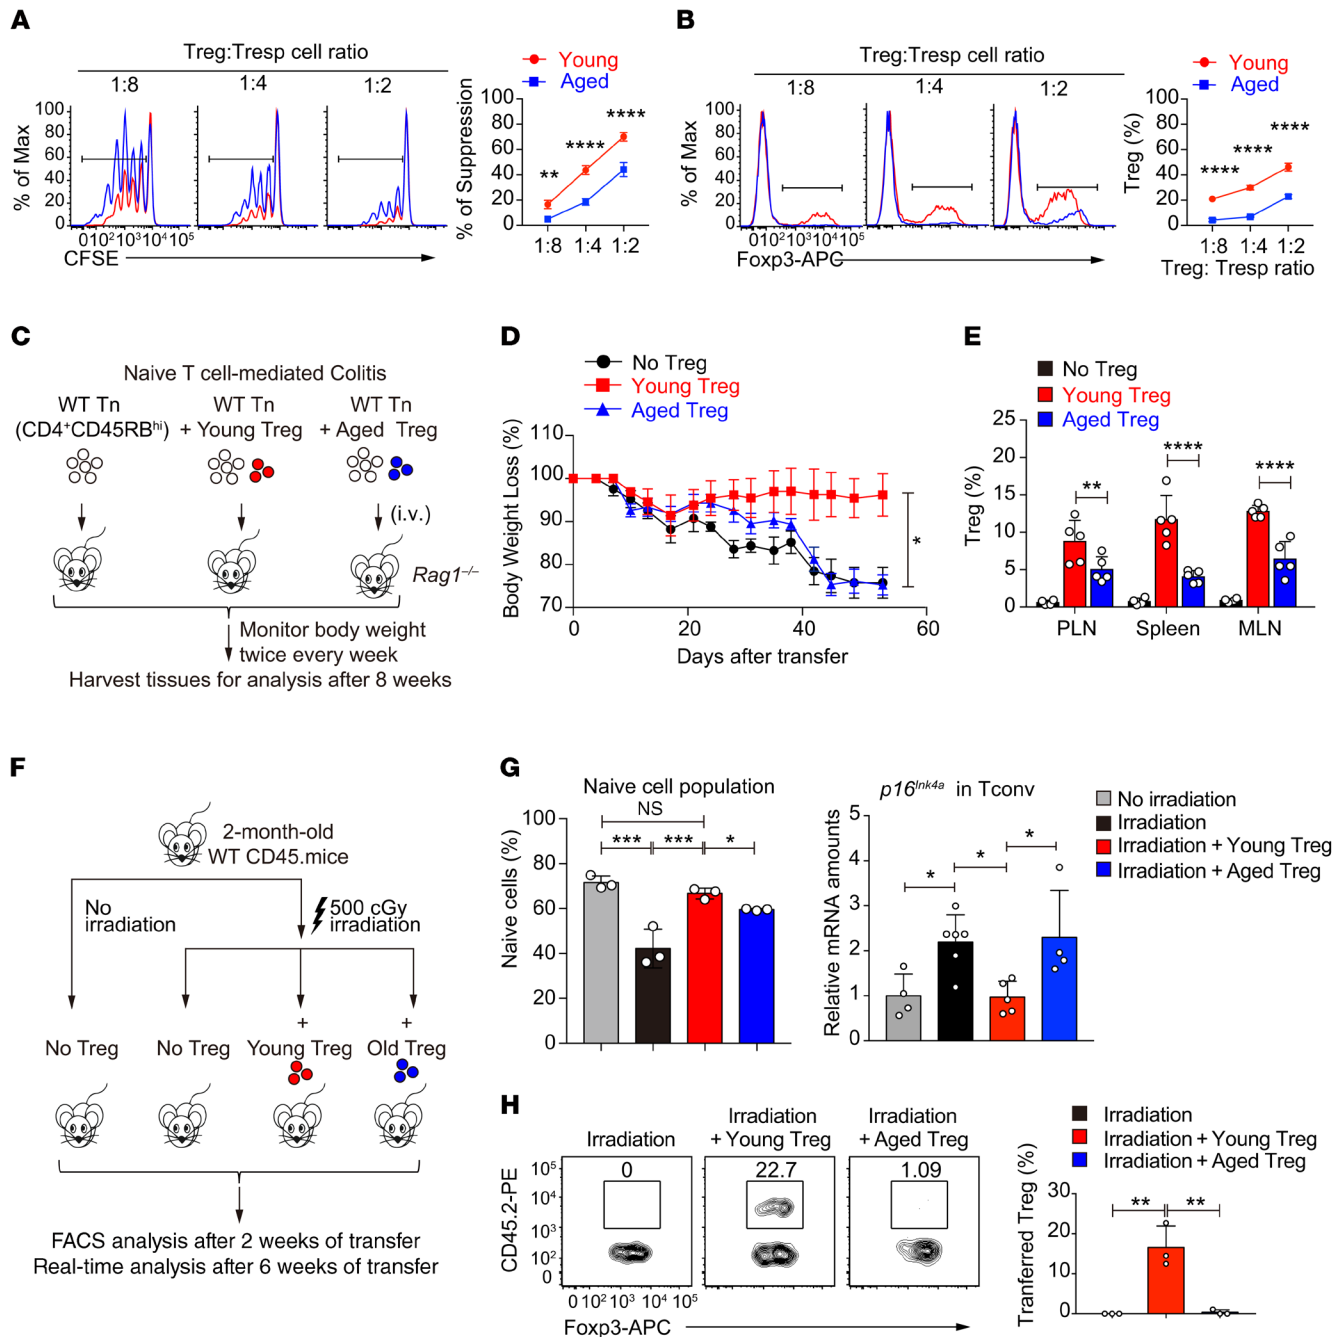 A
Treg:Tresp cell ratio
1:8
1:4
1:2
% of Max
100
80
60
40
20
0
0 10² 10³ 10⁴ 10⁵
CFSE
Young
Aged
% of Suppression
100
80
60
40
20
0
**
****
****
1:8
1:4
1:2
B
Treg:Tresp cell ratio
1:8
1:4
1:2
% of Max
100
80
60
40
20
0
0 10² 10³ 10⁴ 10⁵
Foxp3-APC
Young
Aged
Treg (%)
100
80
60
40
20
0
****
****
****
1:8
1:4
1:2
Treg: Tresp ratio
C
Naive T cell-mediated Colitis
WT Tn
(CD4⁺CD45RBʰⁱ)
WT Tn
+ Young Treg
WT Tn
+ Aged Treg
(i.v.)
Rag1⁻/⁻
Monitor body weight
twice every week
Harvest tissues for analysis after 8 weeks
D
No Treg
Young Treg
Aged Treg
Body Weight Loss (%)
110
100
90
80
70
*
0
20
40
60
Days after transfer
E
No Treg
Young Treg
Aged Treg
Treg (%)
25
20
15
10
5
0
**
****
****
PLN
Spleen
MLN
F
2-month-old
WT CD45.mice
No
irradiation
500 cGy
irradiation
+
+
No Treg
No Treg
Young Treg
Old Treg
FACS analysis after 2 weeks of transfer
Real-time analysis after 6 weeks of transfer
G
Naive cell population
Naive cells (%)
100
80
60
40
20
0
NS
***
***
*
p16ᴵⁿᵏ⁴ᵃ in Tconv
Relative mRNA amounts
5
4
3
2
1
0
*
*
*
No irradiation
Irradiation
Irradiation + Young Treg
Irradiation + Aged Treg
H
Irradiation
Irradiation
+ Young Treg
Irradiation
+ Aged Treg
0
22.7
1.09
CD45.2-PE
10⁵
10⁴
10³
10²
0
0 10² 10³ 10⁴ 10⁵
Foxp3-APC
Irradiation
Irradiation + Young Treg
Irradiation + Aged Treg
Tranferred Treg (%)
30
20
10
0
**
**